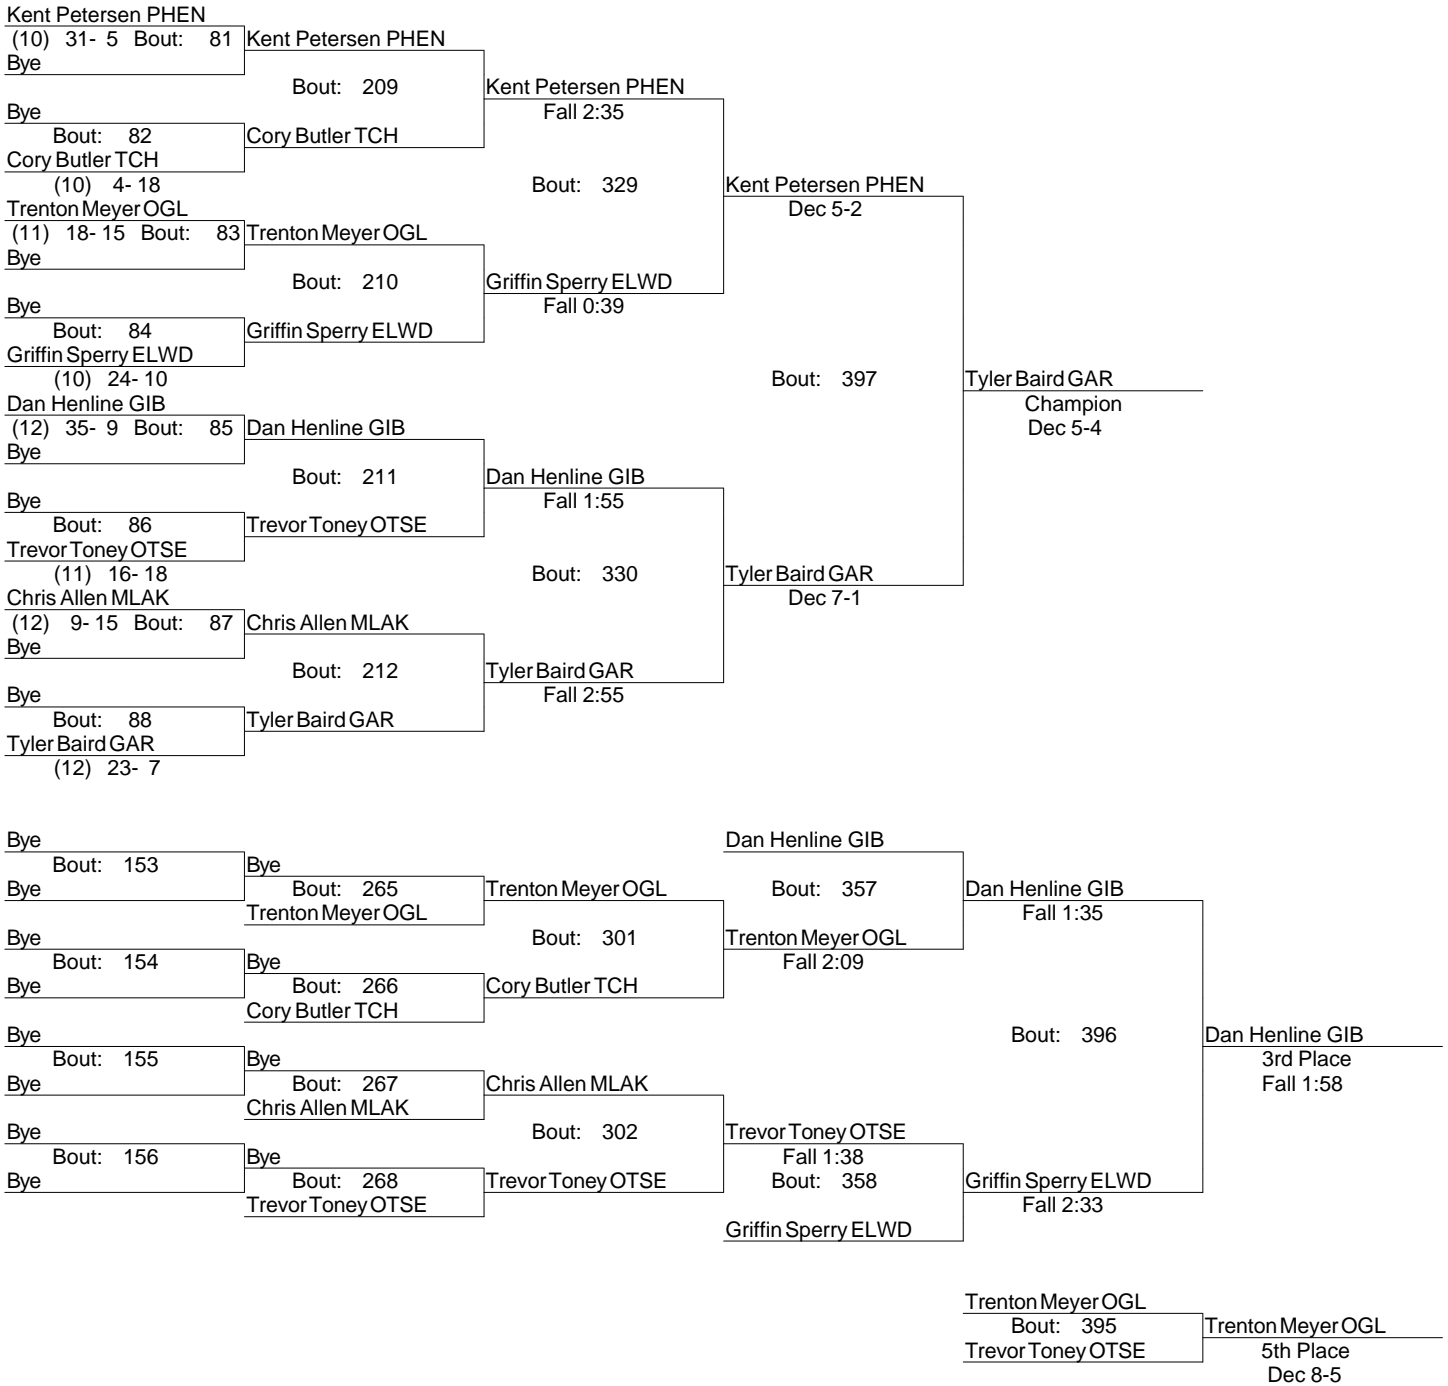 Kent Petersen PHEN
(10) 31- 5 Bout: 81 Kent Petersen PHEN
Bye
Bout: 209 Kent Petersen PHEN
Bye Fall 2:35
Bout: 82 Cory Butler TCH
Cory Butler TCH
(10) 4- 18 Bout: 329 Kent Petersen PHEN
Trenton Meyer OGL Dec 5-2
(11) 18- 15 Bout: 83 Trenton Meyer OGL
Bye
Bout: 210 Griffin Sperry ELWD
Bye Fall 0:39
Bout: 84 Griffin Sperry ELWD
Griffin Sperry ELWD
(10) 24- 10 Bout: 397 Tyler Baird GAR
Dan Henline GIB Champion
(12) 35- 9 Bout: 85 Dan Henline GIB Dec 5-4
Bye
Bout: 211 Dan Henline GIB
Bye Fall 1:55
Bout: 86 Trevor Toney OTSE
Trevor Toney OTSE
(11) 16- 18 Bout: 330 Tyler Baird GAR
Chris Allen MLAK Dec 7-1
(12) 9- 15 Bout: 87 Chris Allen MLAK
Bye
Bout: 212 Tyler Baird GAR
Bye Fall 2:55
Bout: 88 Tyler Baird GAR
Tyler Baird GAR
(12) 23- 7
Bye Dan Henline GIB
Bout: 153 Bye
Bye Bout: 265 Trenton Meyer OGL Bout: 357 Dan Henline GIB
Trenton Meyer OGL Fall 1:35
Bye Bout: 301 Trenton Meyer OGL
Bout: 154 Bye Fall 2:09
Bye Bout: 266 Cory Butler TCH
Cory Butler TCH
Bye Bout: 396 Dan Henline GIB
Bout: 155 Bye 3rd Place
Bye Bout: 267 Chris Allen MLAK Fall 1:58
Chris Allen MLAK
Bye Bout: 302 Trevor Toney OTSE
Bout: 156 Bye Fall 1:38
Bye Bout: 268 Trevor Toney OTSE Bout: 358 Griffin Sperry ELWD
Trevor Toney OTSE Fall 2:33
Griffin Sperry ELWD
Trenton Meyer OGL
Bout: 395 Trenton Meyer OGL
Trevor Toney OTSE 5th Place
Dec 8-5